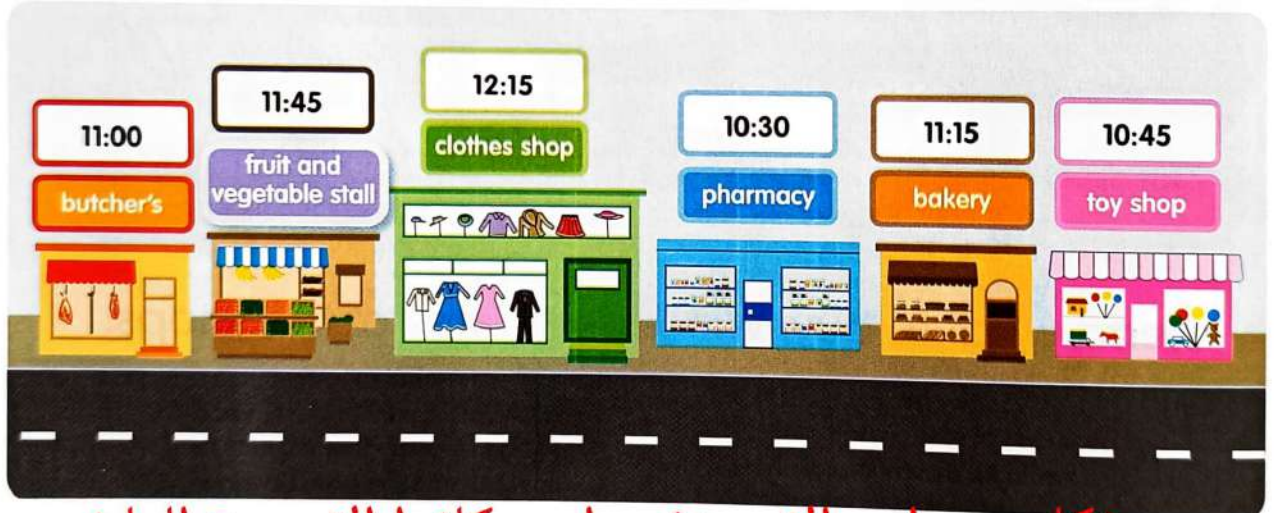 11:00
butcher's
11:45
fruit and
vegetable stall
12:15
clothes shop
10:30
pharmacy
11:15
bakery
10:45
toy shop